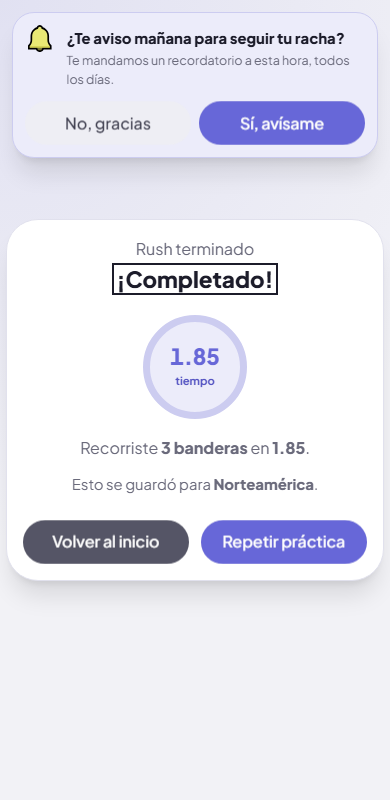 ¿Te aviso mañana para seguir tu racha?
Te mandamos un recordatorio a esta hora, todos
los días.
No, gracias
Sí, avísame
Rush terminado
¡Completado!
1.85
tiempo
Recorriste 3 banderas en 1.85.
Esto se guardó para Norteamérica.
Volver al inicio
Repetir práctica